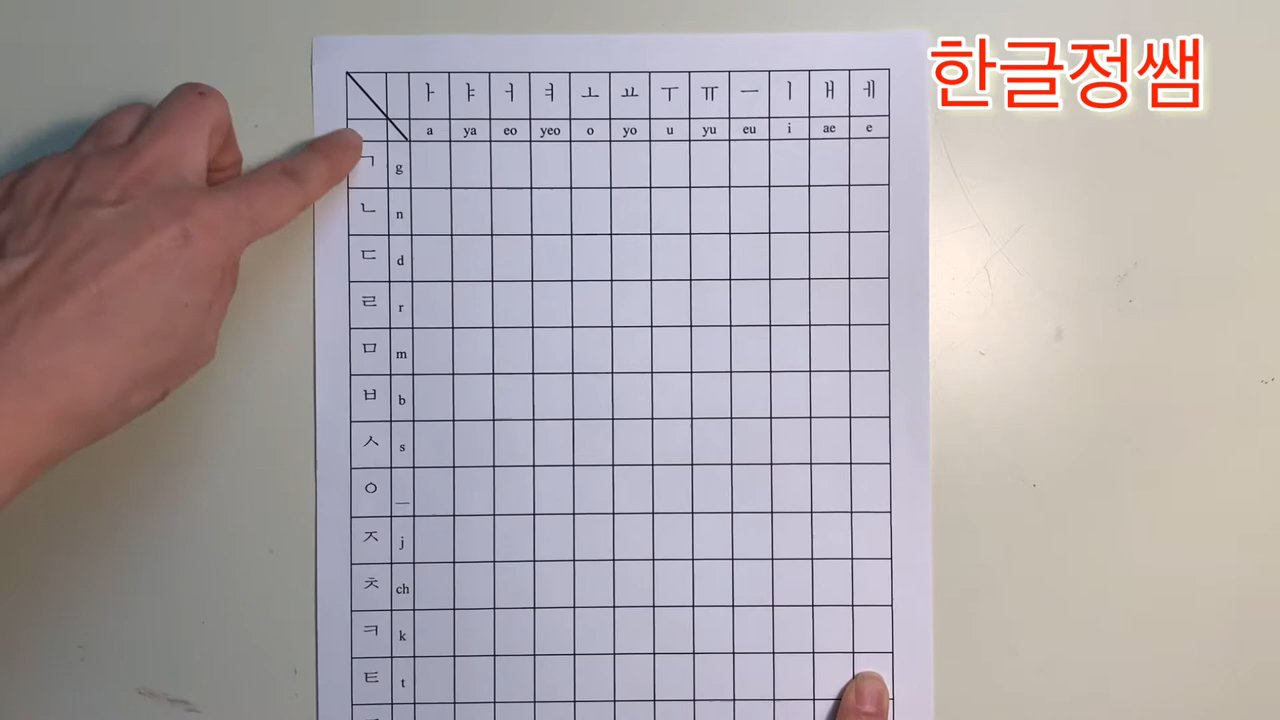 한글정쌤
ㅏ ㅑ ㅓ ㅕ ㅗ ㅛ ㅜ ㅠ ㅡ ㅣ ㅐ ㅔ
a ya eo yeo o yo u yu eu i ae e
ㄱ g
ㄴ n
ㄷ d
ㄹ r
ㅁ m
ㅂ b
ㅅ s
ㅇ _
ㅈ j
ㅊ ch
ㅋ k
ㅌ t